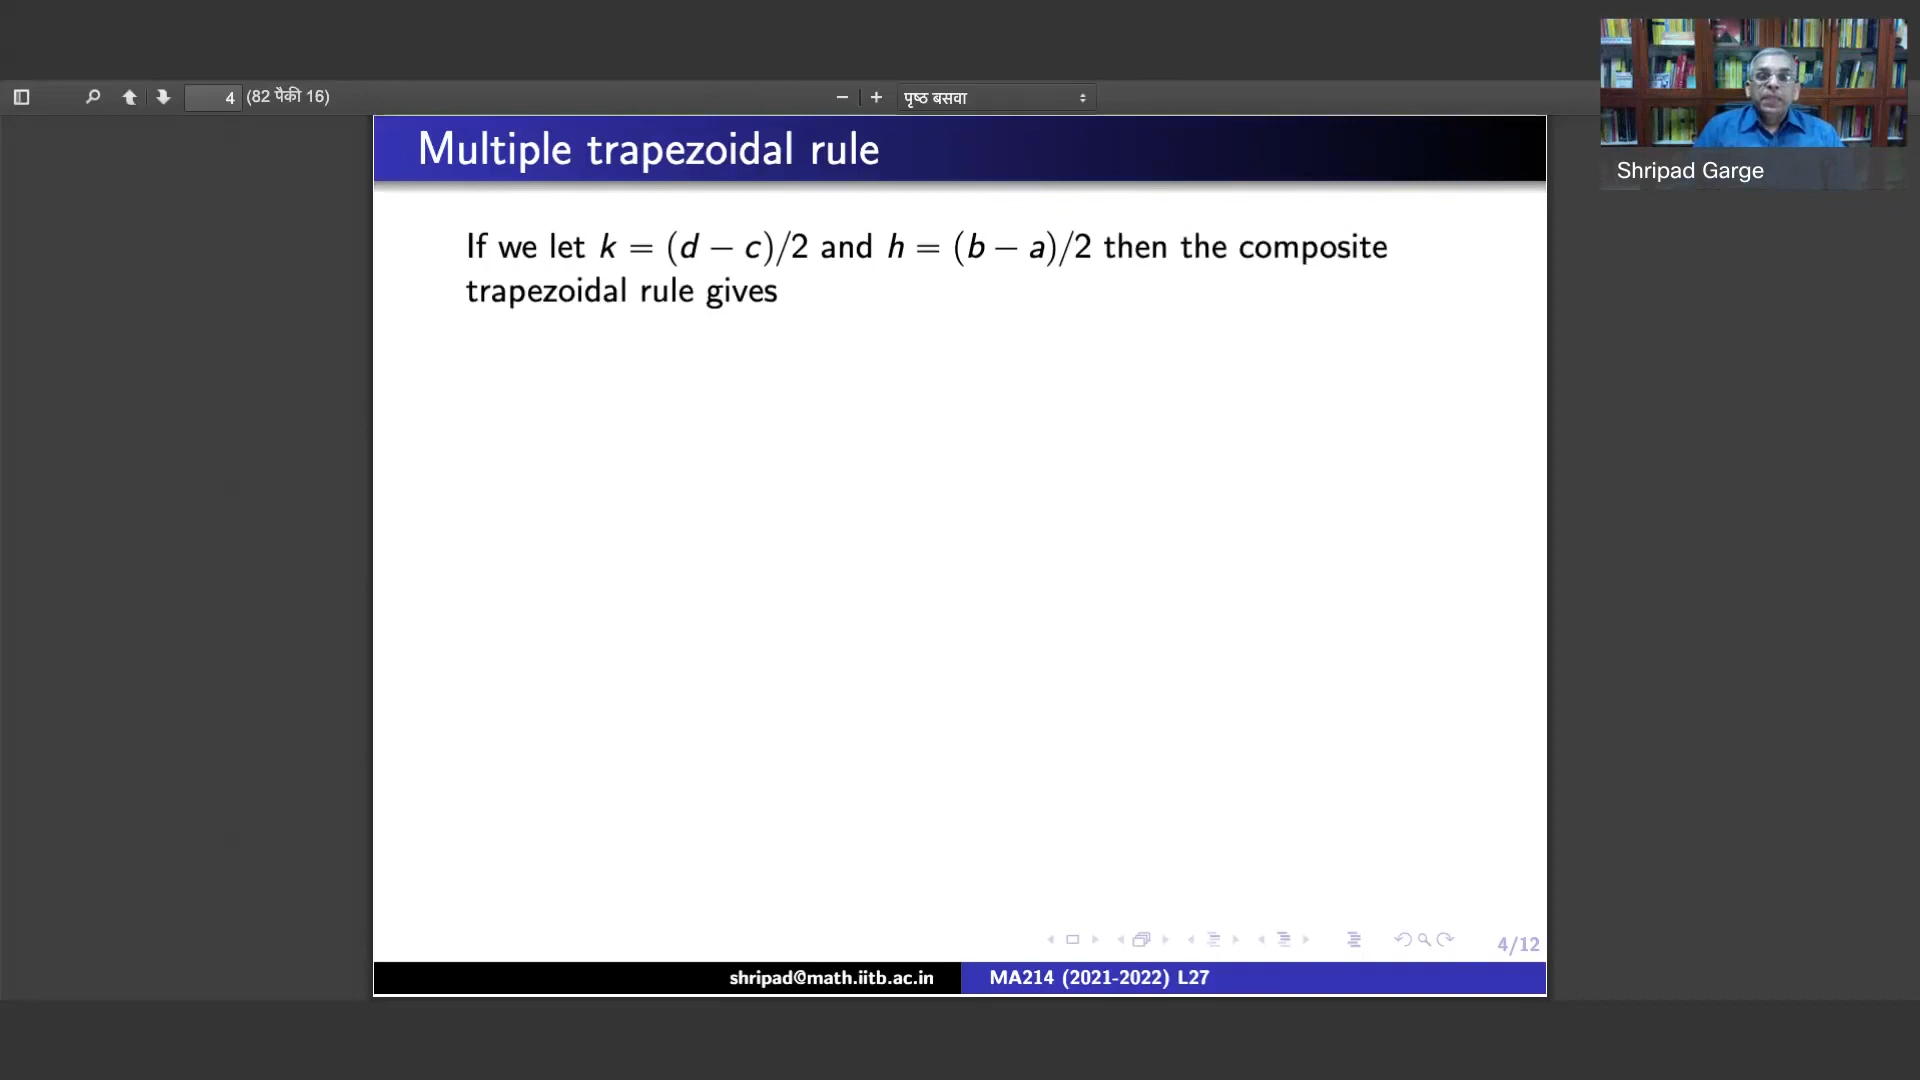 4 (82 पैकी 16)
पृष्ठ बसवा
Shripad Garge
Multiple trapezoidal rule
If we let k = (d − c)/2 and h = (b − a)/2 then the composite
trapezoidal rule gives
4/12
shripad@math.iitb.ac.in MA214 (2021-2022) L27